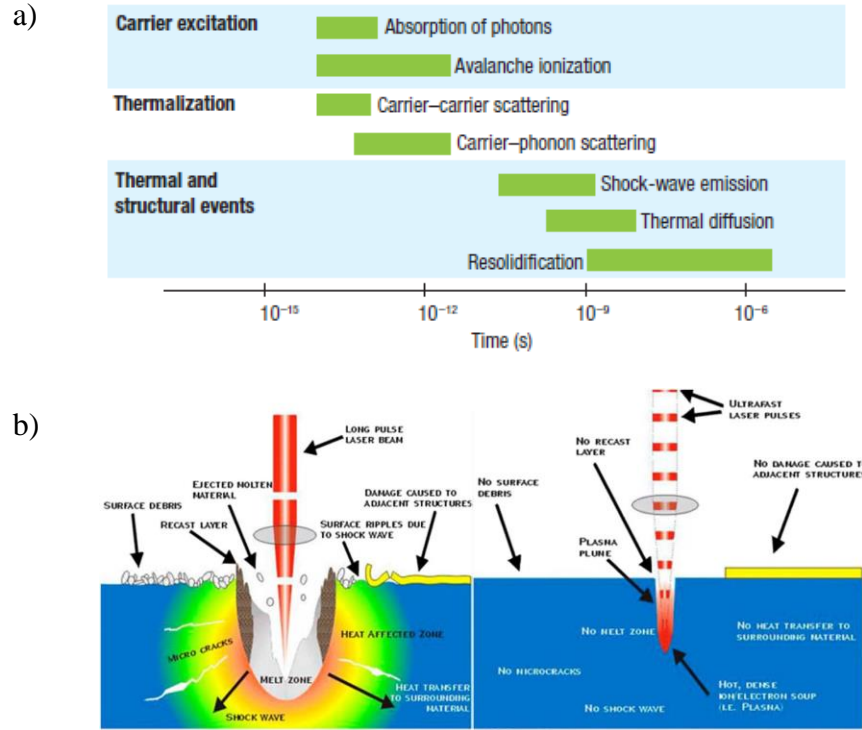 a)
Carrier excitation
Absorption of photons
Avalanche ionization
Thermalization
Carrier–carrier scattering
Carrier–phonon scattering
Thermal and
structural events
Shock-wave emission
Thermal diffusion
Resolidification
10⁻¹⁵
10⁻¹²
10⁻⁹
10⁻⁶
Time (s)
b)
LONG PULSE
LASER BEAM
EJECTED MOLTEN
MATERIAL
SURFACE DEBRIS
RECAST LAYER
DAMAGE CAUSED TO
ADJACENT STRUCTURES
SURFACE RIPPLES DUE
TO SHOCK WAVE
MICRO CRACKS
HEAT AFFECTED ZONE
MELT ZONE
HEAT TRANSFER
TO SURROUNDING
MATERIAL
SHOCK WAVE
ULTRAFAST
LASER PULSES
NO RECAST
LAYER
NO SURFACE
DEBRIS
NO DAMAGE CAUSED TO
ADJACENT STRUCTURES
PLASMA
PLUNE
NO MELT ZONE
NO HEAT TRANSFER TO
SURROUNDING MATERIAL
NO MICROCRACKS
HOT, DENSE
ION/ELECTRON SOUP
(I.E. PLASMA)
NO SHOCK WAVE